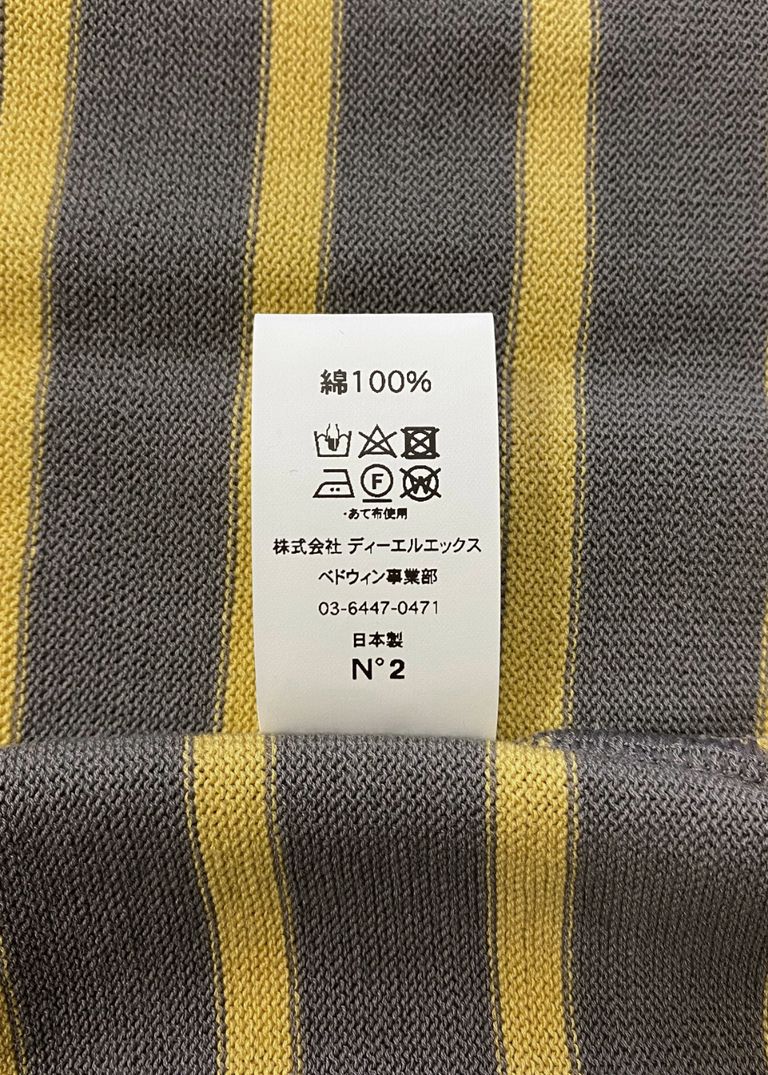 綿100%
F W
・あて布使用
株式会社 ディーエルエックス
ベドウィン事業部
03-6447-0471
日本製
N°2